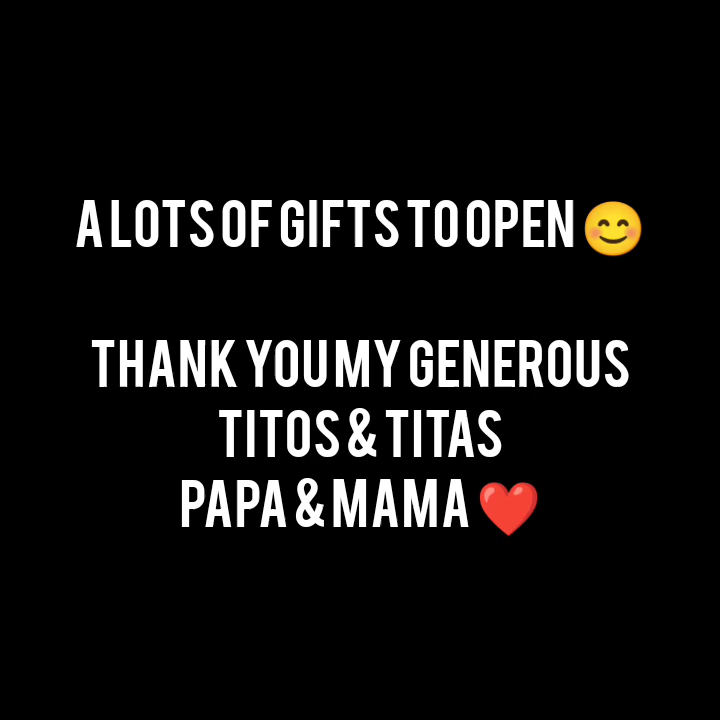 A LOTS OF GIFTS TO OPEN 😊
THANK YOU MY GENEROUS
TITOS & TITAS
PAPA & MAMA ❤️